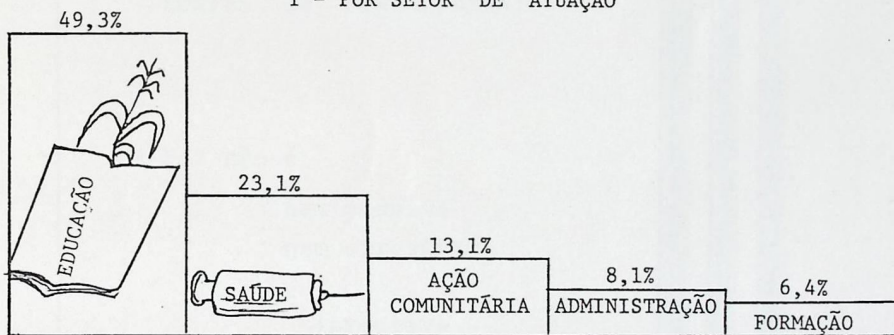 1 - POR SETOR DE ATUAÇÃO
49,3%
EDUCAÇÃO
23,1%
SAÚDE
13,1%
AÇÃO
COMUNITÁRIA
8,1%
ADMINISTRAÇÃO
6,4%
FORMAÇÃO